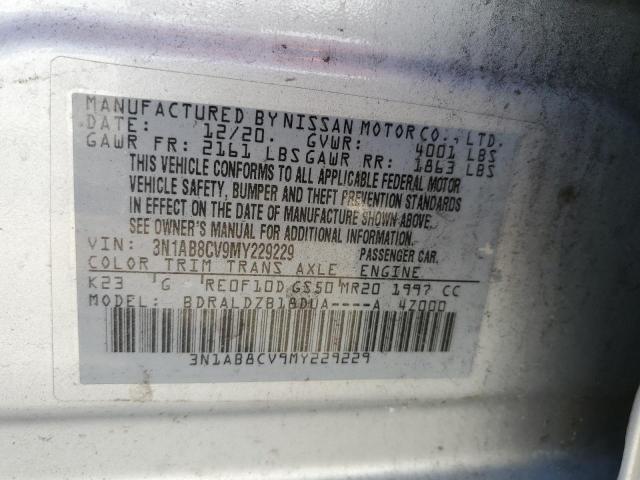 MANUFACTURED BY NISSAN MOTOR CO., LTD.
DATE: 12/20. GVWR: 4001 LBS
GAWR FR: 2161 LBS GAWR RR: 1863 LBS
THIS VEHICLE CONFORMS TO ALL APPLICABLE FEDERAL MOTOR
VEHICLE SAFETY, BUMPER AND THEFT PREVENTION STANDARDS
IN EFFECT ON THE DATE OF MANUFACTURE SHOWN ABOVE.
SEE OWNER'S MANUAL FOR ADDITIONAL INFORMATION.
VIN: 3N1AB8CV9MY229229 PASSENGER CAR.
COLOR TRIM TRANS AXLE ENGINE
K23 G RE0F10D GS50 MR20 1997 CC
MODEL: BDRALDZB18DUA----A 47000
3N1AB8CV9MY229229